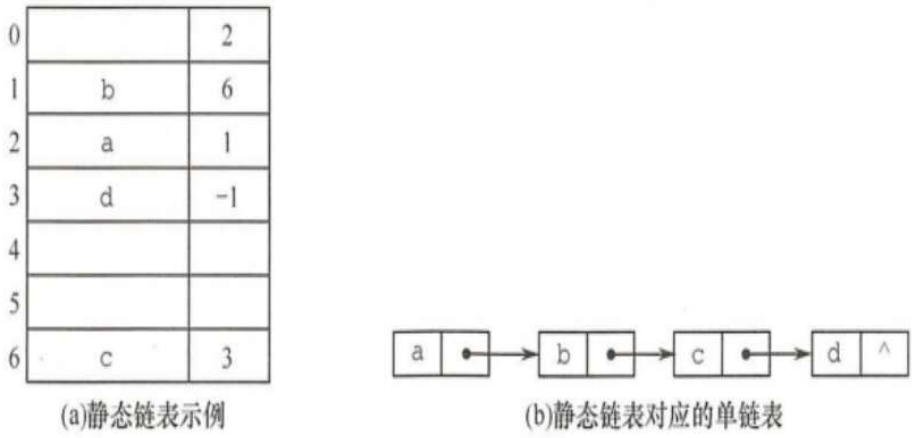 0 2
1 b 6
2 a 1
3 d -1
4
5
6 c 3
a b c d ^
(a)静态链表示例
(b)静态链表对应的单链表